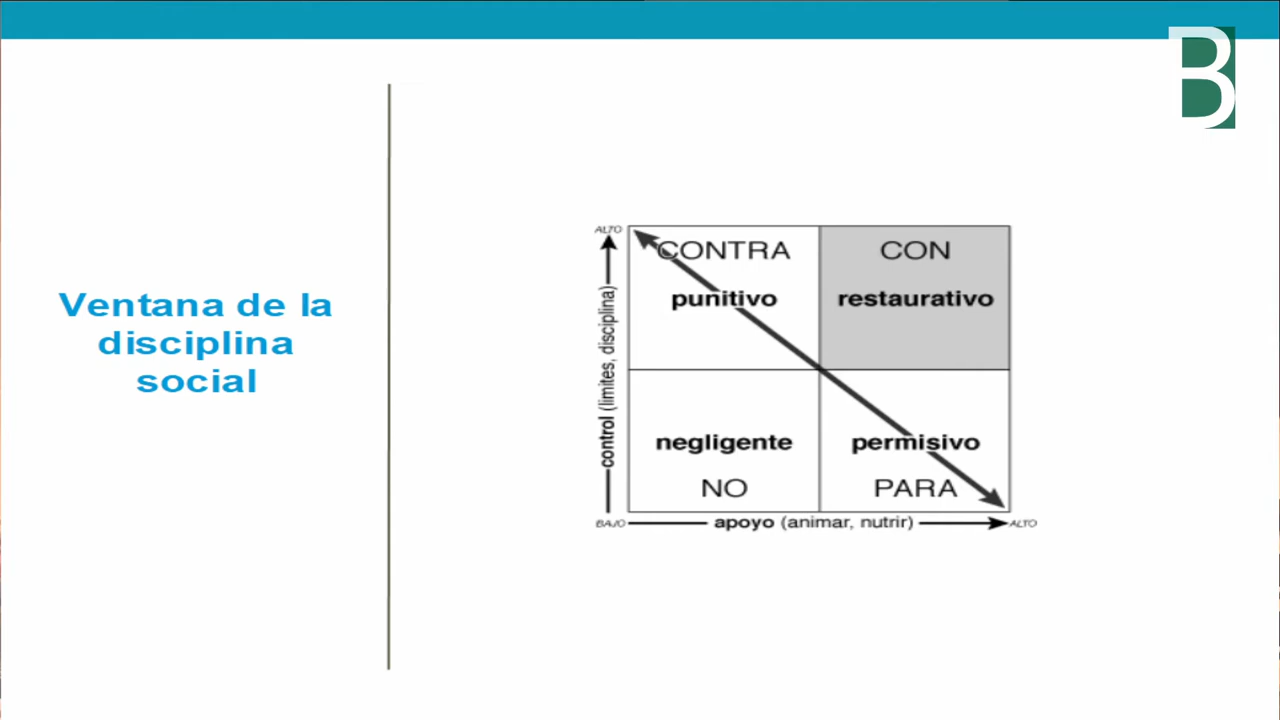 B
Ventana de la
disciplina
social
ALTO
CONTRA
CON
punitivo
restaurativo
control (limites, disciplina)
negligente
permisivo
NO
PARA
BAJO
apoyo (animar, nutrir)
ALTO